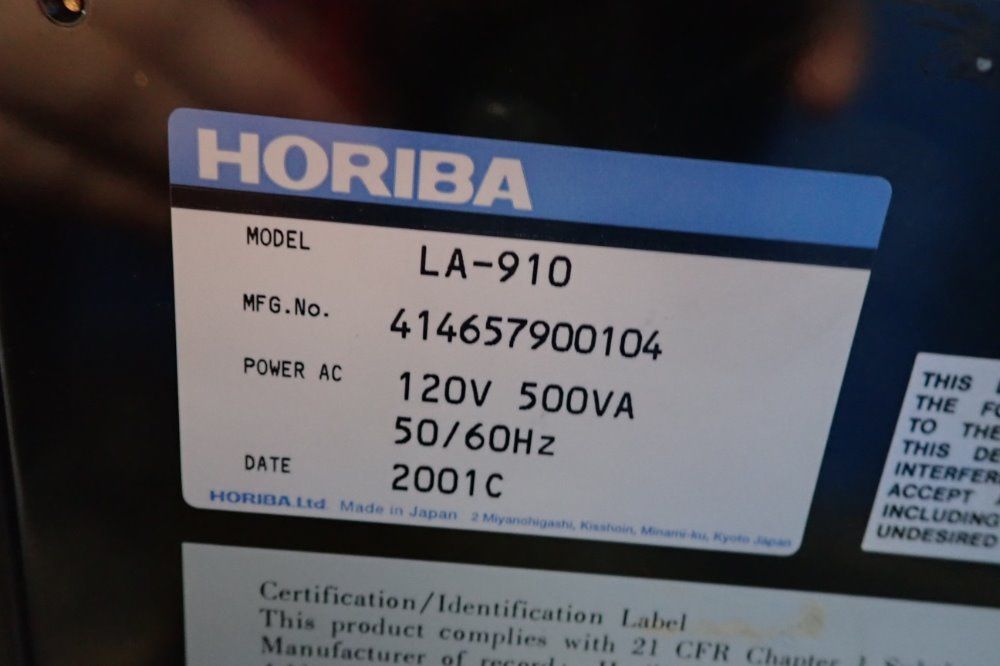 HORIBA
MODEL LA-910
MFG.No. 414657900104
POWER AC 120V 500VA
50/60Hz
DATE 2001C
HORIBA.Ltd. Made in Japan 2 Miyanohigashi, Kisshoin, Minami-ku, Kyoto Japan
THIS
THE
TO THE
THIS
ACCEPT
INCLUDING
UNDESIRED
Certification/Identification Label
This product complies with 21 CFR
Manufacturer of